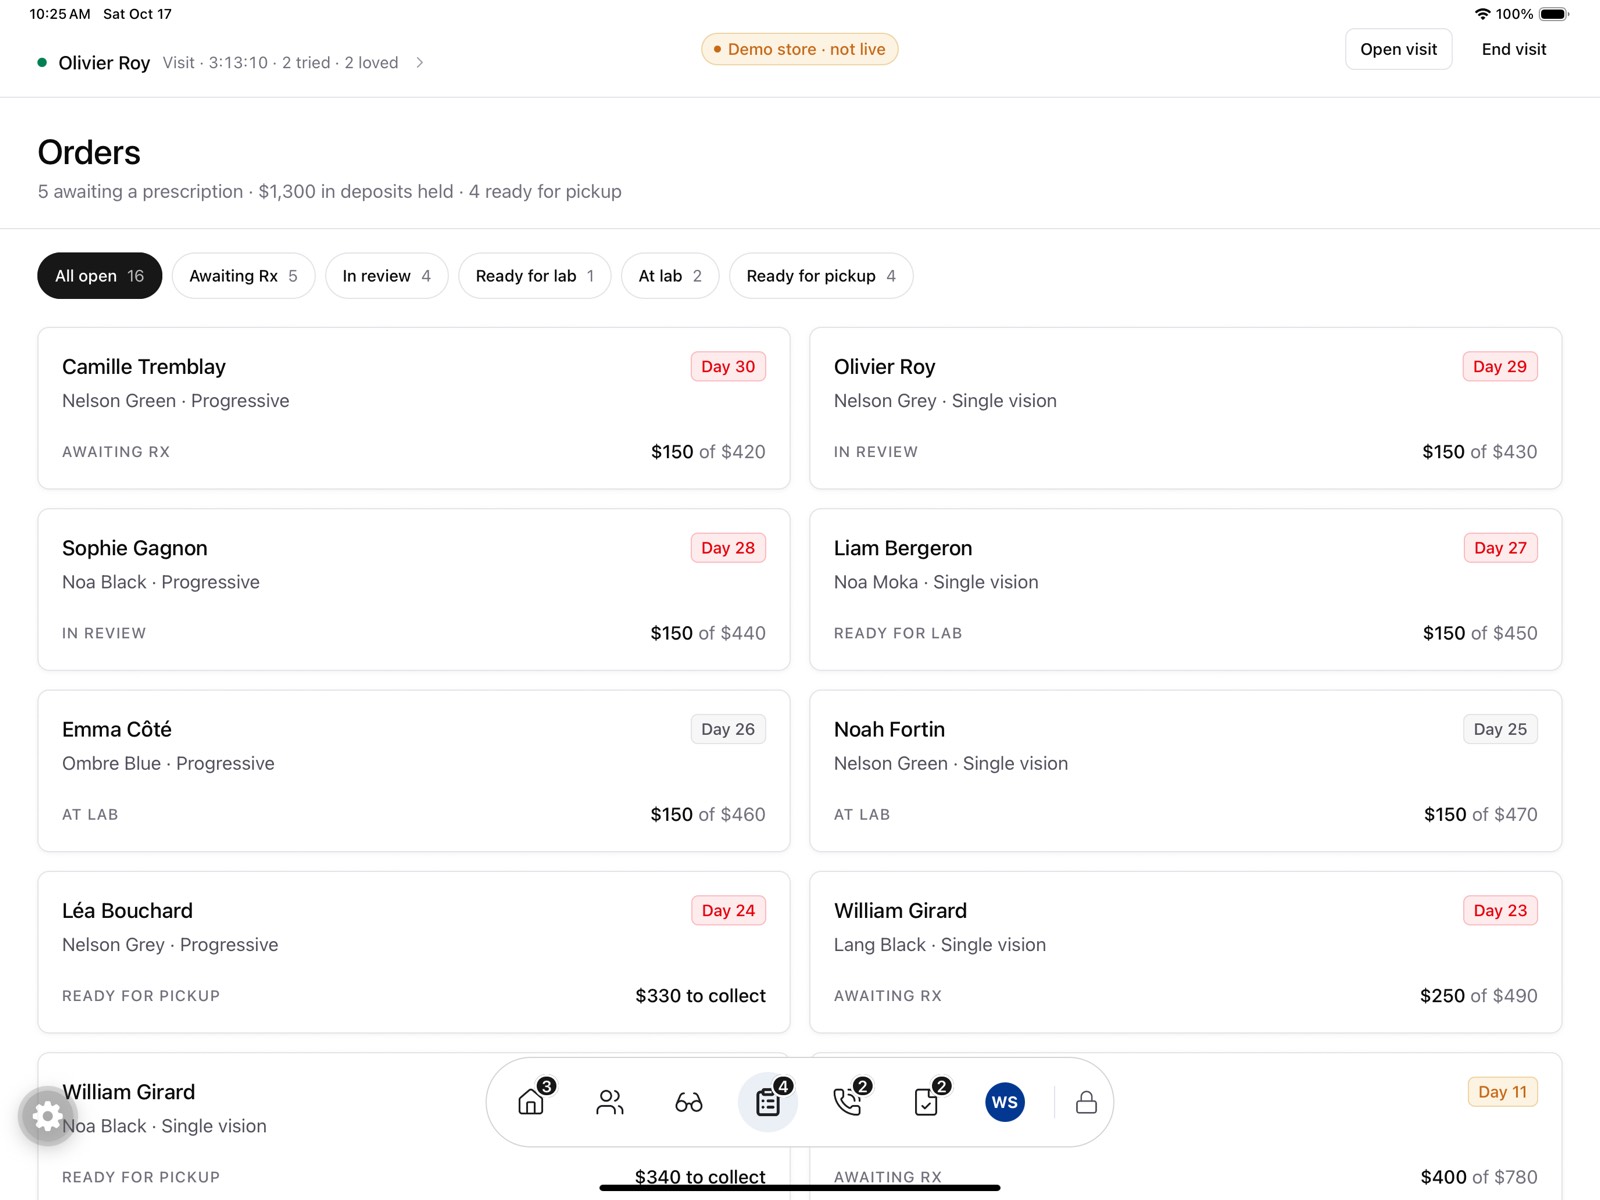 10:25 AM Sat Oct 17
100%
Olivier Roy Visit · 3:13:10 · 2 tried · 2 loved
Demo store · not live
Open visit
End visit
Orders
5 awaiting a prescription · $1,300 in deposits held · 4 ready for pickup
All open 16
Awaiting Rx 5
In review 4
Ready for lab 1
At lab 2
Ready for pickup 4
Camille Tremblay
Day 30
Nelson Green · Progressive
AWAITING RX
$150 of $420
Olivier Roy
Day 29
Nelson Grey · Single vision
IN REVIEW
$150 of $430
Sophie Gagnon
Day 28
Noa Black · Progressive
IN REVIEW
$150 of $440
Liam Bergeron
Day 27
Noa Moka · Single vision
READY FOR LAB
$150 of $450
Emma Côté
Day 26
Ombre Blue · Progressive
AT LAB
$150 of $460
Noah Fortin
Day 25
Nelson Green · Single vision
AT LAB
$150 of $470
Léa Bouchard
Day 24
Nelson Grey · Progressive
READY FOR PICKUP
$330 to collect
William Girard
Day 23
Lang Black · Single vision
AWAITING RX
$250 of $490
William Girard
Noa Black · Single vision
READY FOR PICKUP
$340 to collect
Day 11
AWAITING RX
$400 of $780
3
4
2
2
WS